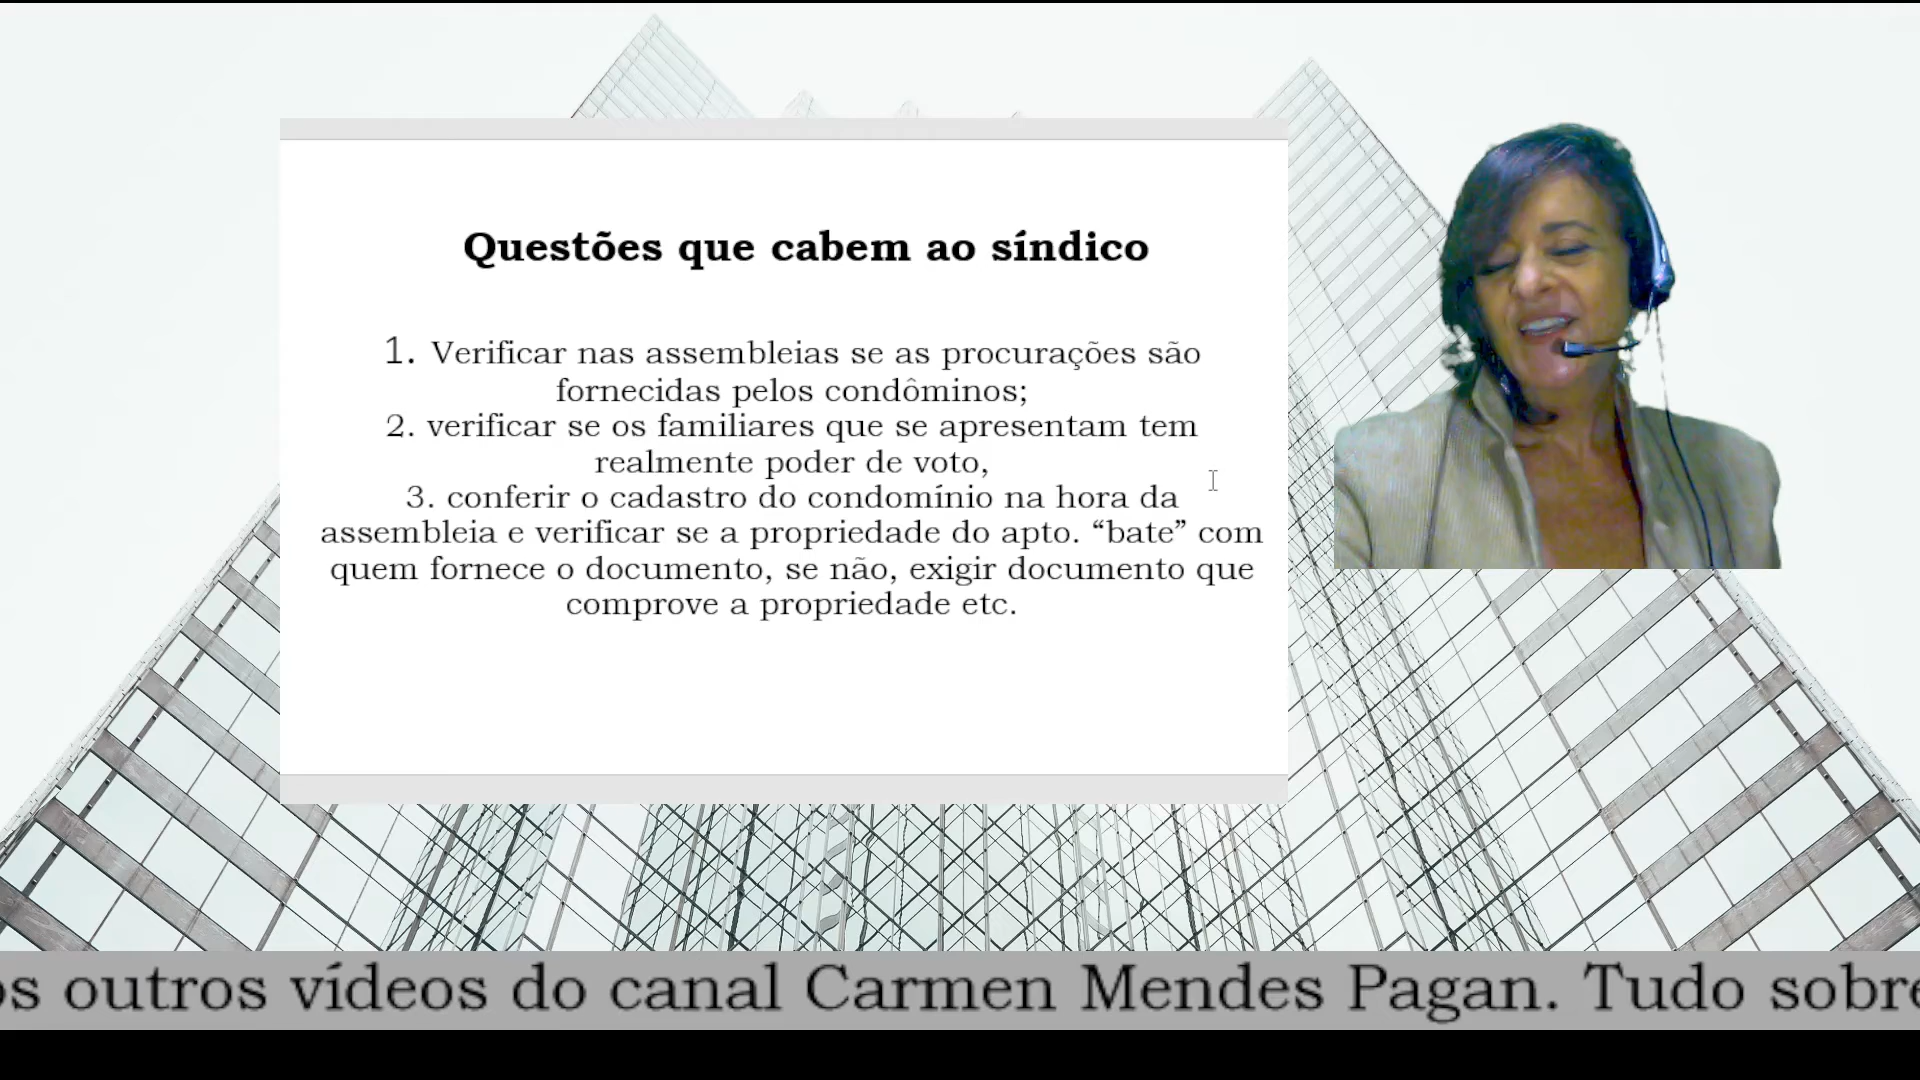 Questões que cabem ao síndico
1. Verificar nas assembleias se as procurações são
fornecidas pelos condôminos;
2. verificar se os familiares que se apresentam tem
realmente poder de voto,
3. conferir o cadastro do condomínio na hora da
assembleia e verificar se a propriedade do apto. “bate” com
quem fornece o documento, se não, exigir documento que
comprove a propriedade etc.
os outros vídeos do canal Carmen Mendes Pagan. Tudo sobre